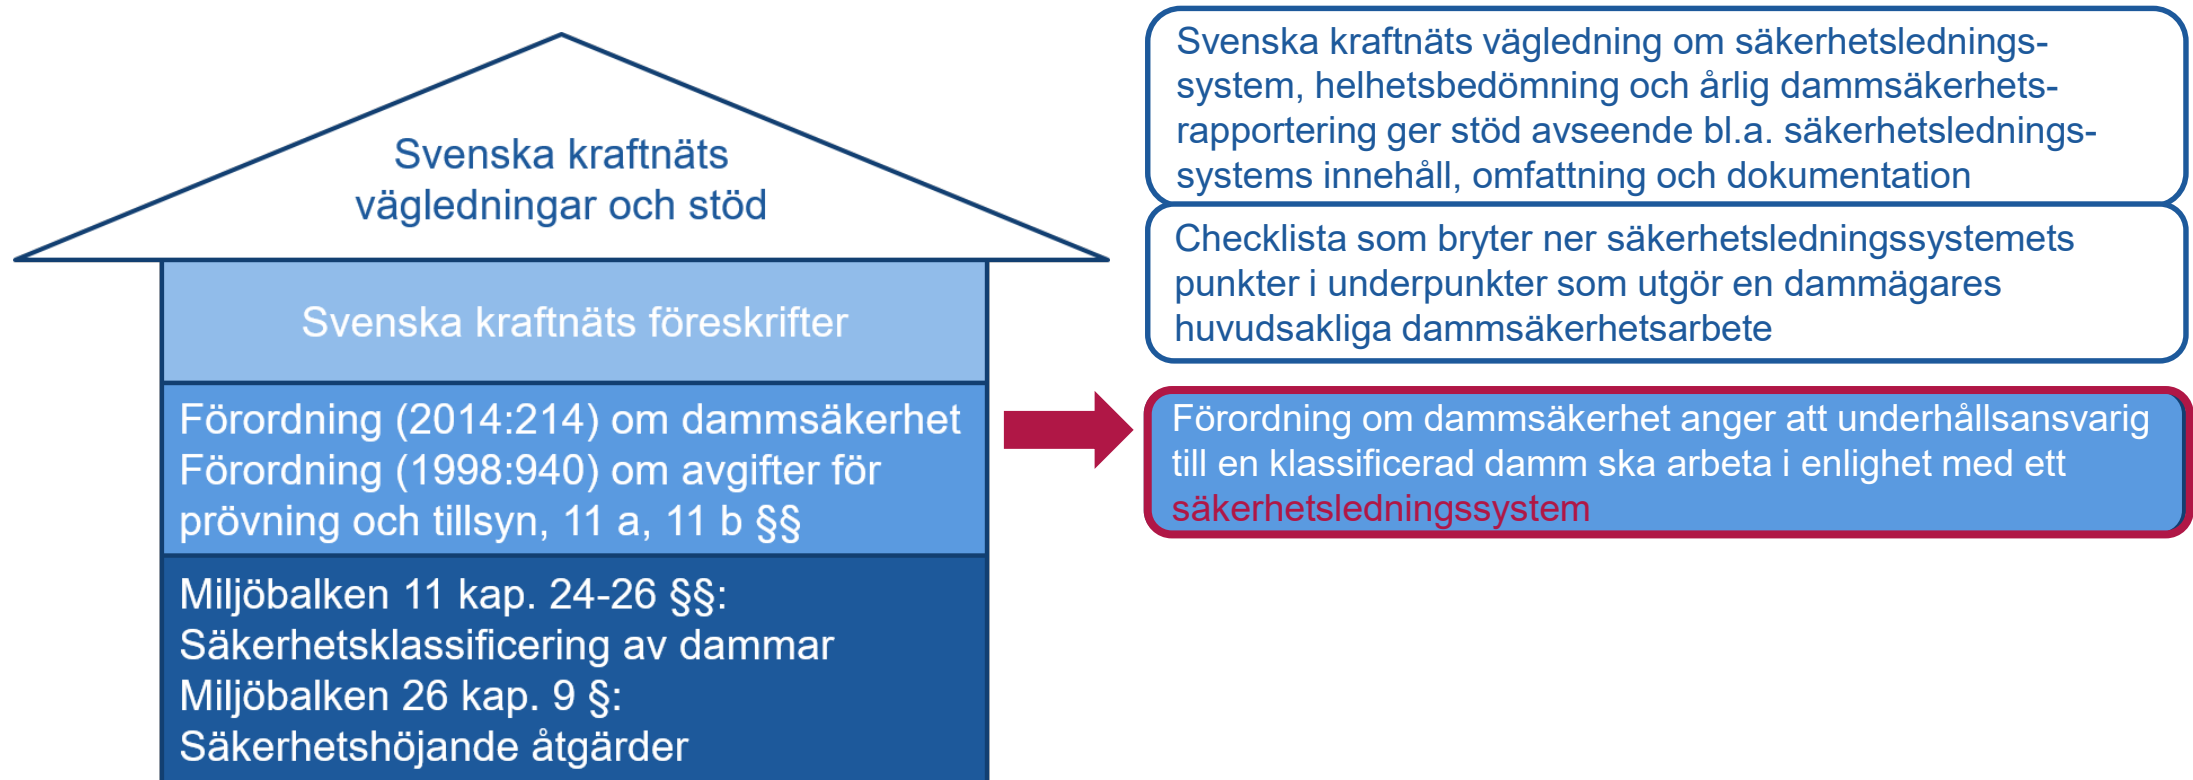 Svenska kraftnäts
vägledningar och stöd
Svenska kraftnäts föreskrifter
Förordning (2014:214) om dammsäkerhet
Förordning (1998:940) om avgifter för
prövning och tillsyn, 11 a, 11 b §§
Miljöbalken 11 kap. 24-26 §§:
Säkerhetsklassificering av dammar
Miljöbalken 26 kap. 9 §:
Säkerhetshöjande åtgärder
Svenska kraftnäts vägledning om säkerhetslednings-
system, helhetsbedömning och årlig dammsäkerhets-
rapportering ger stöd avseende bl.a. säkerhetslednings-
systems innehåll, omfattning och dokumentation
Checklista som bryter ner säkerhetsledningssystemets
punkter i underpunkter som utgör en dammägares
huvudsakliga dammsäkerhetsarbete
Förordning om dammsäkerhet anger att underhållsansvarig
till en klassificerad damm ska arbeta i enlighet med ett
säkerhetsledningssystem